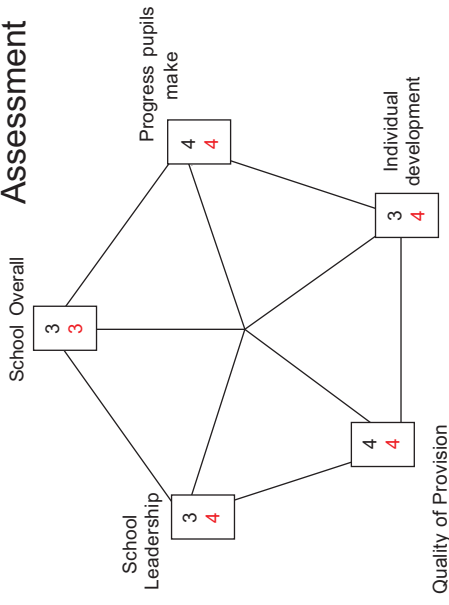 Assessment
School Overall
3
3
Progress pupils
make
4
4
Individual
development
3
4
Quality of Provision
4
4
School
Leadership
3
4